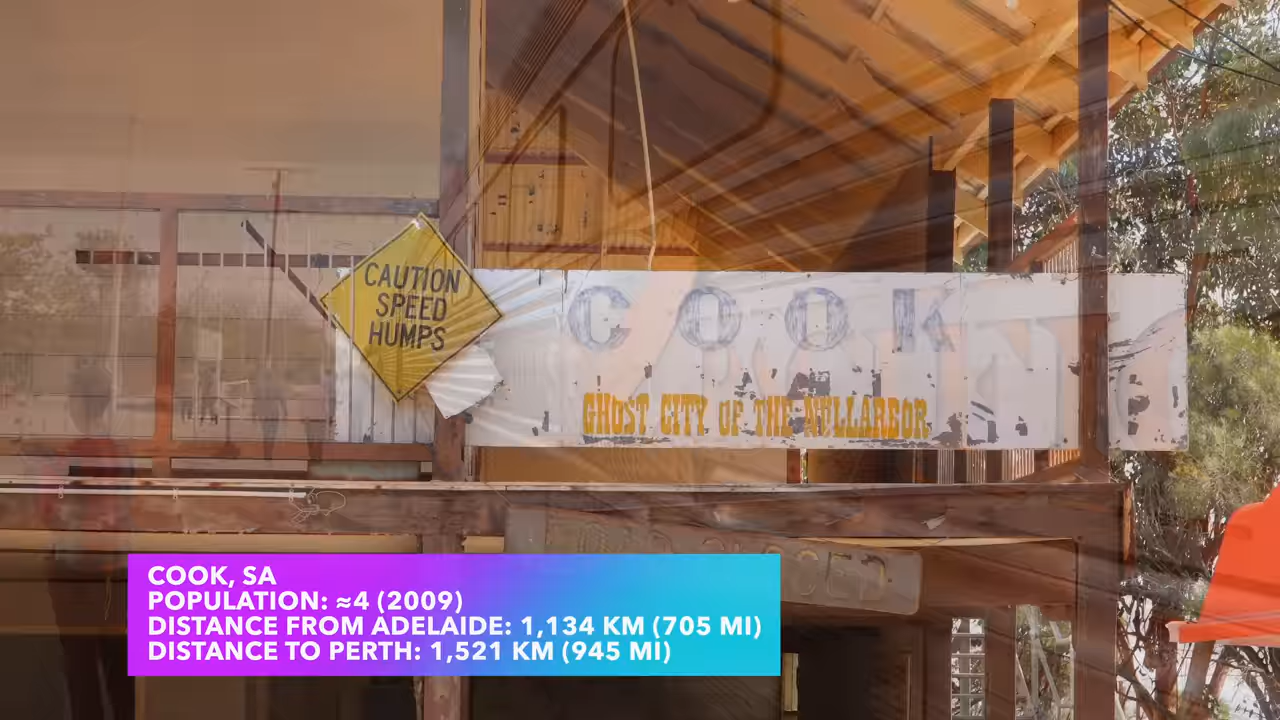 CAUTION
SPEED
HUMPS
COOK
GHOST CITY OF THE NULLARBOR
COOK, SA
POPULATION: ≈4 (2009)
DISTANCE FROM ADELAIDE: 1,134 KM (705 MI)
DISTANCE TO PERTH: 1,521 KM (945 MI)